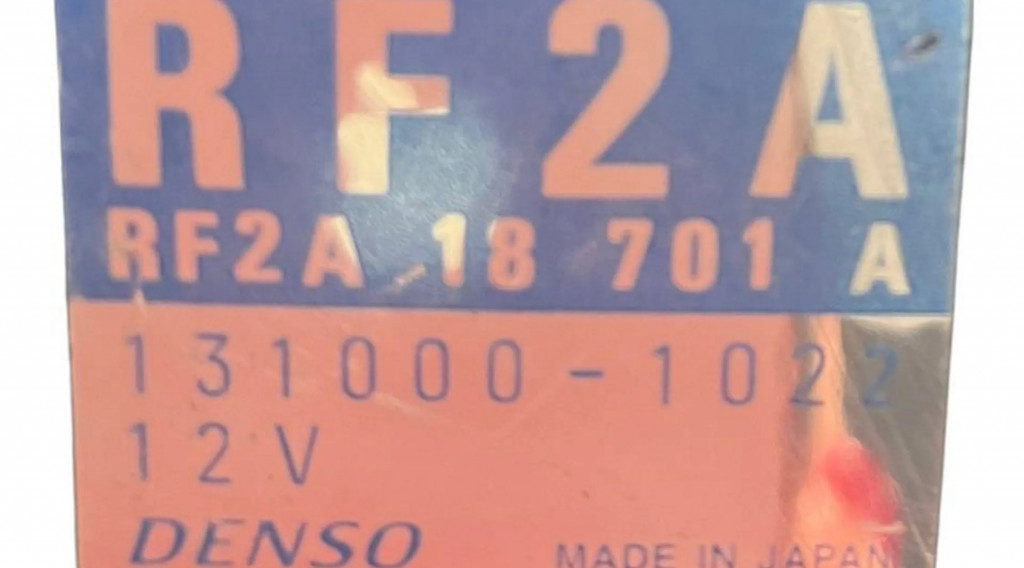 RF2A
RF2A 18 701 A
131000-1022
12V
DENSO
MADE IN JAPAN